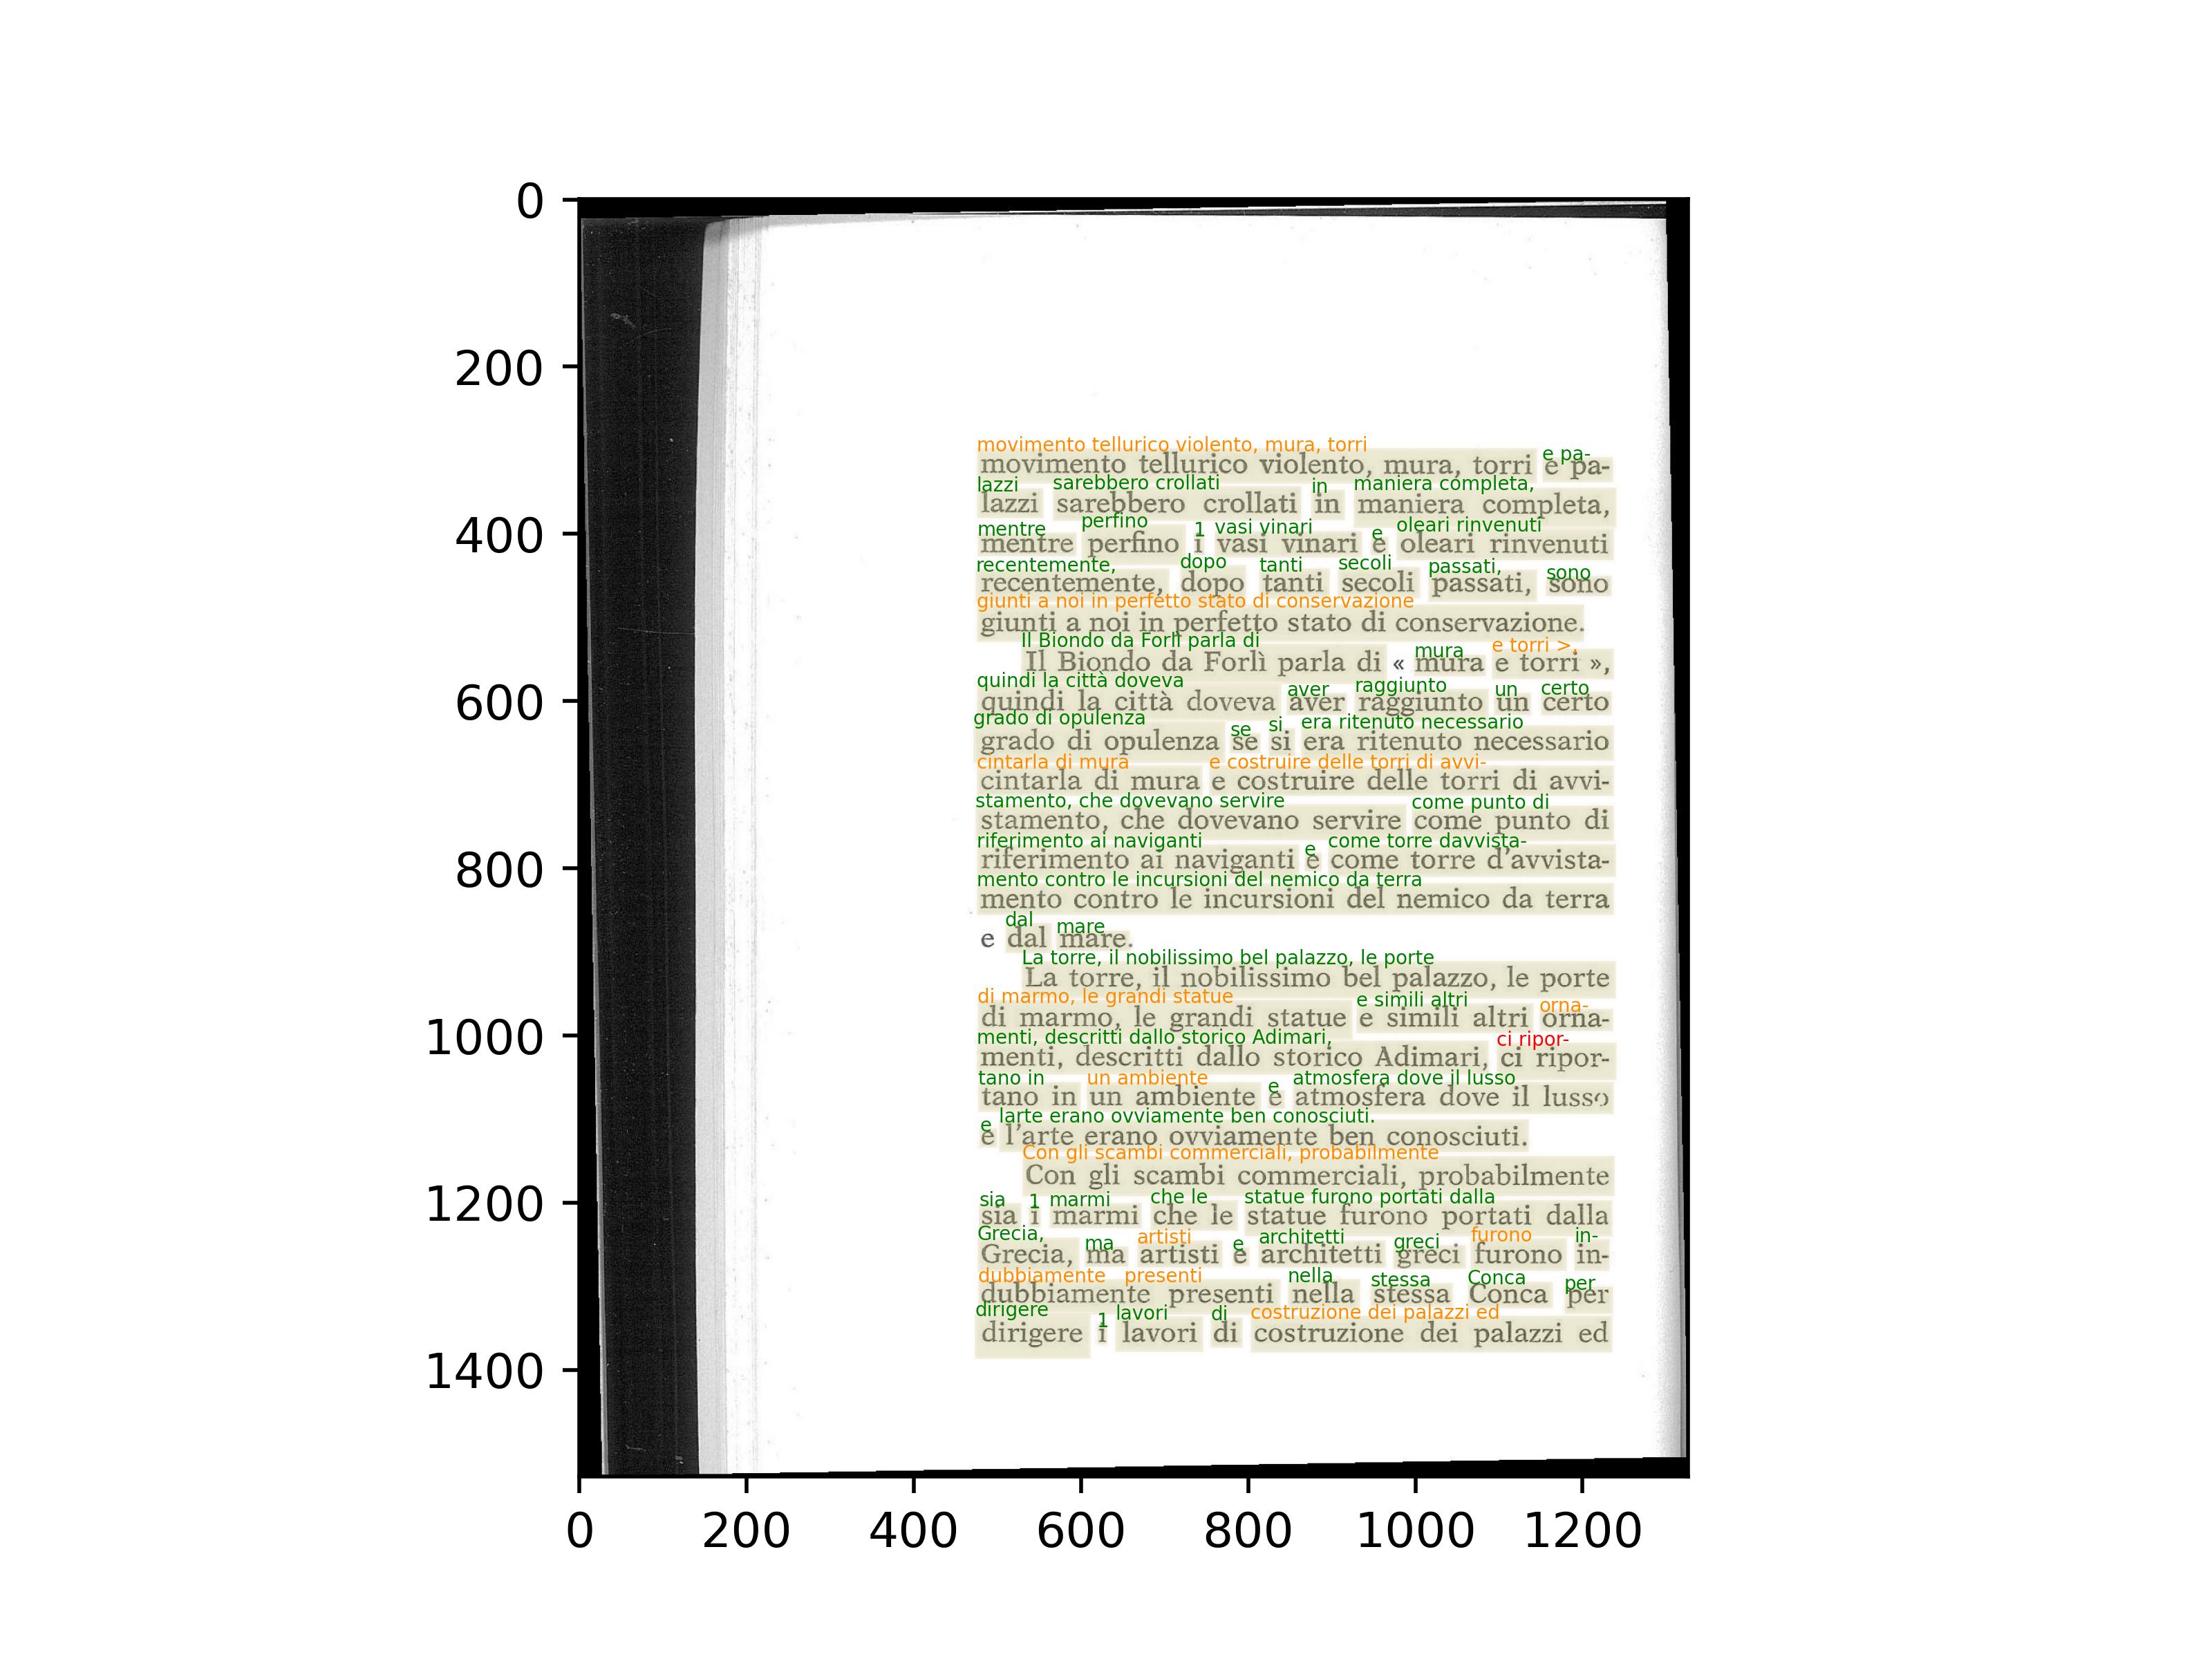 0
200
400
600
800
1000
1200
1400
movimento tellurico violento, mura, torri e pa-
movimento tellurico violento, mura, torri e pa-
lazzi sarebbero crollati in maniera completa,
lazzi sarebbero crollati in maniera completa,
mentre perfino 1 vasi vinari e oleari rinvenuti
mentre perfino i vasi vinari e oleari rinvenuti
recentemente, dopo tanti secoli passati, sono
recentemente, dopo tanti secoli passati, sono
giunti a noi in perfetto stato di conservazione
giunti a noi in perfetto stato di conservazione.
Il Biondo da Forlì parla di mura e torri >,
Il Biondo da Forlì parla di « mura e torri »,
quindi la città doveva aver raggiunto un certo
quindi la città doveva aver raggiunto un certo
grado di opulenza se si era ritenuto necessario
grado di opulenza se si era ritenuto necessario
cintarla di mura e costruire delle torri di avvi-
cintarla di mura e costruire delle torri di avvi-
stamento, che dovevano servire come punto di
stamento, che dovevano servire come punto di
riferimento ai naviganti e come torre davvista-
riferimento ai naviganti e come torre d'avvista-
mento contro le incursioni del nemico da terra
mento contro le incursioni del nemico da terra
dal mare
e dal mare.
La torre, il nobilissimo bel palazzo, le porte
La torre, il nobilissimo bel palazzo, le porte
di marmo, le grandi statue e simili altri orna-
di marmo, le grandi statue e simili altri orna-
menti, descritti dallo storico Adimari, ci ripor-
menti, descritti dallo storico Adimari, ci ripor-
tano in un ambiente e atmosfera dove il lusso
tano in un ambiente e atmosfera dove il lusso
e larte erano ovviamente ben conosciuti.
e l'arte erano ovviamente ben conosciuti.
Con gli scambi commerciali, probabilmente
Con gli scambi commerciali, probabilmente
sia 1 marmi che le statue furono portati dalla
sia i marmi che le statue furono portati dalla
Grecia, ma artisti e architetti greci furono in-
Grecia, ma artisti e architetti greci furono in-
dubbiamente presenti nella stessa Conca per
dubbiamente presenti nella stessa Conca per
dirigere 1 lavori di costruzione dei palazzi ed
dirigere i lavori di costruzione dei palazzi ed
0 200 400 600 800 1000 1200